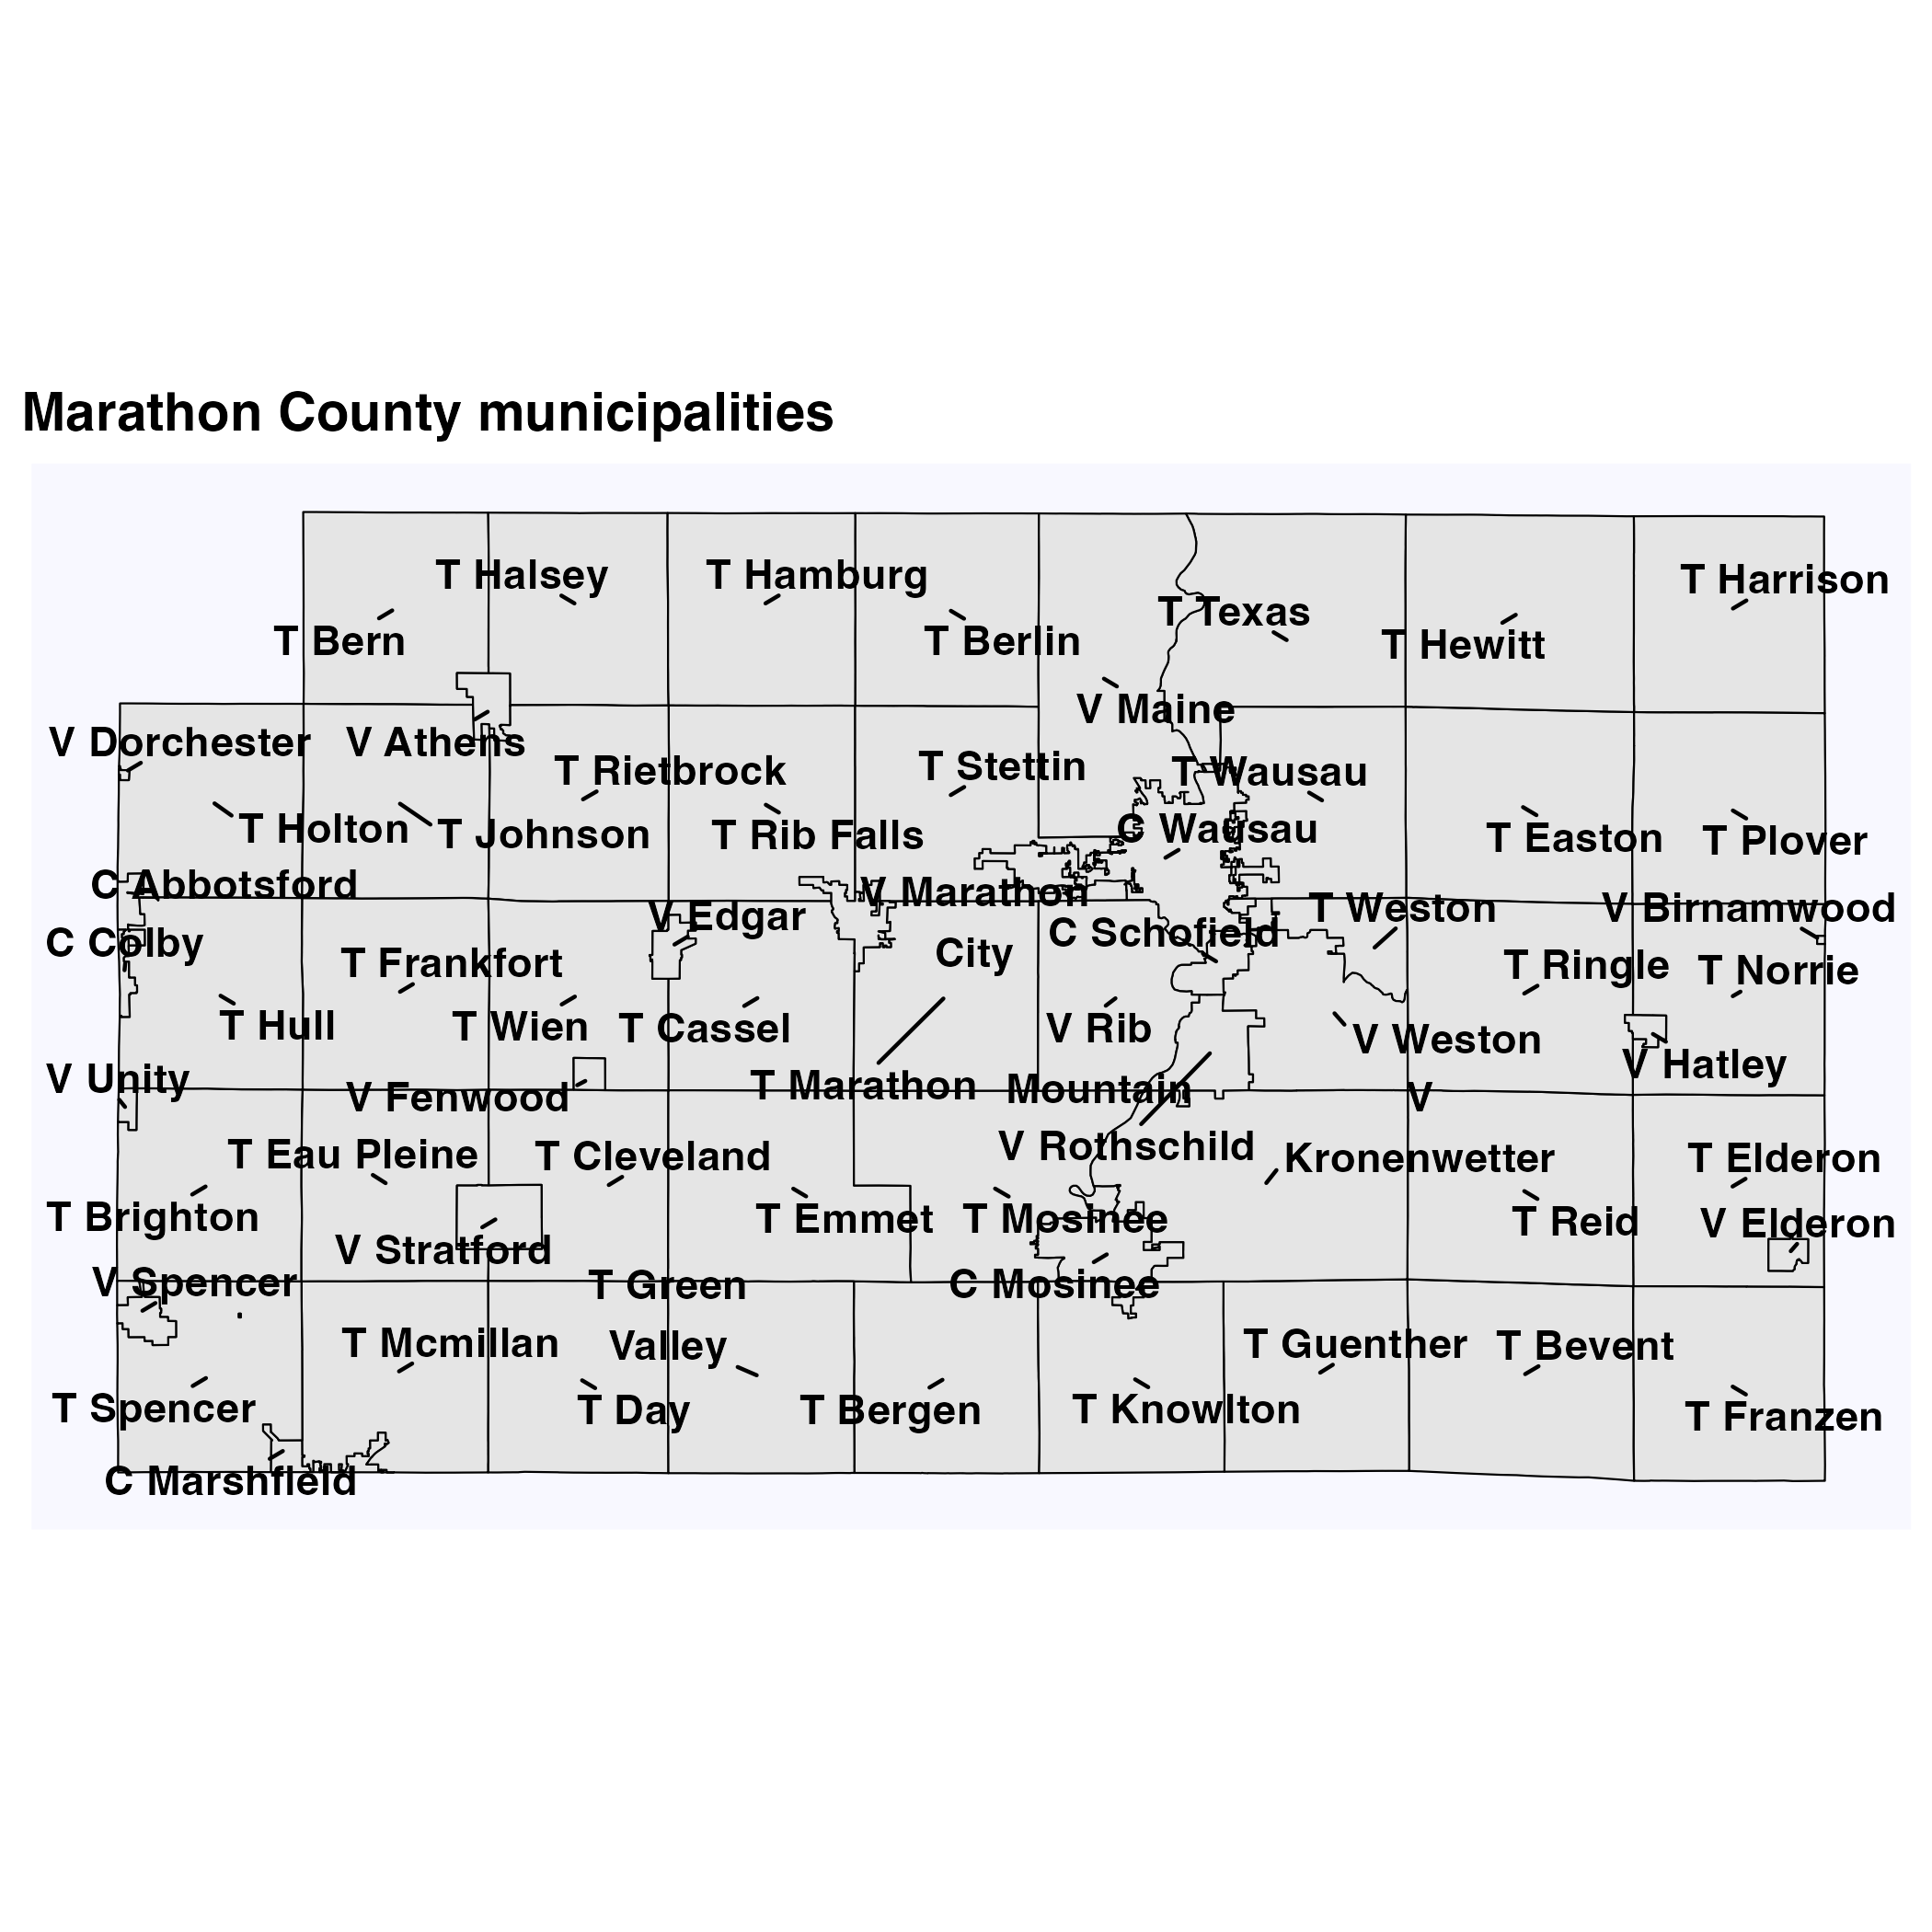 Marathon County municipalities
T Halsey
T Hamburg
T Harrison
T Texas
T Bern
T Berlin
T Hewitt
V Maine
V Dorchester
V Athens
T Rietbrock
T Stettin
T Wausau
T Holton
T Johnson
T Rib Falls
C Wausau
T Easton
T Plover
C Abbotsford
V Marathon
City
V Edgar
T Weston
V Birnamwood
C Colby
C Schofield
T Frankfort
T Ringle
T Norrie
T Hull
T Wien
T Cassel
V Rib
Mountain
V Weston
V Hatley
V Unity
V Fenwood
T Marathon
V
Kronenwetter
T Eau Pleine
T Cleveland
V Rothschild
T Elderon
T Brighton
T Emmet
T Mosinee
T Reid
V Elderon
V Stratford
V Spencer
T Green
Valley
C Mosinee
T Mcmillan
T Guenther
T Bevent
T Spencer
T Day
T Bergen
T Knowlton
T Franzen
C Marshfield